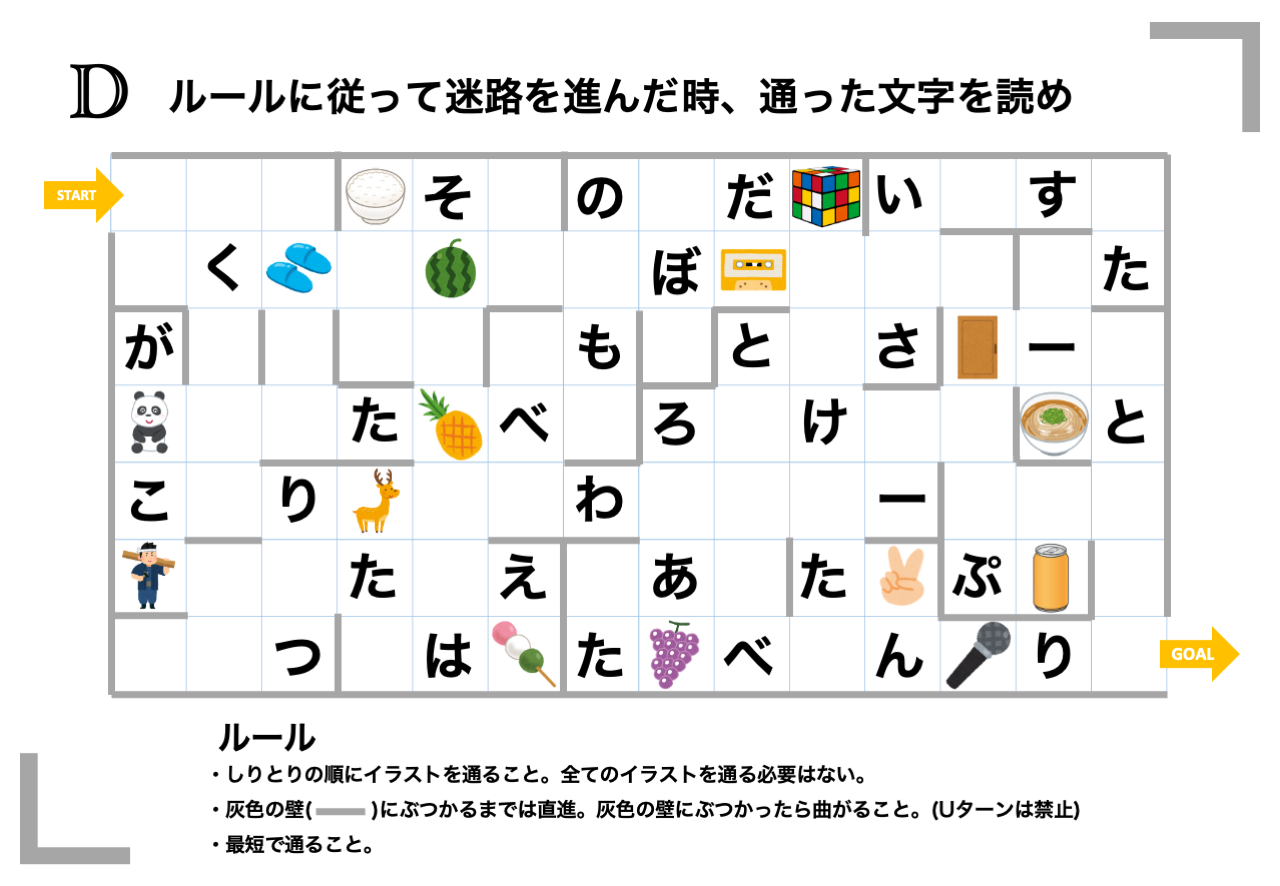 D ルールに従って迷路を進んだ時、通った文字を読め
START
そ の だ い す
く ぼ た
が も と さ ー
た べ ろ け と
こ り わ ー
た え あ た ぷ
つ は た べ ん り
GOAL
ルール
・しりとりの順にイラストを通ること。全てのイラストを通る必要はない。
・灰色の壁( )にぶつかるまでは直進。灰色の壁にぶつかったら曲がること。(Uターンは禁止)
・最短で通ること。